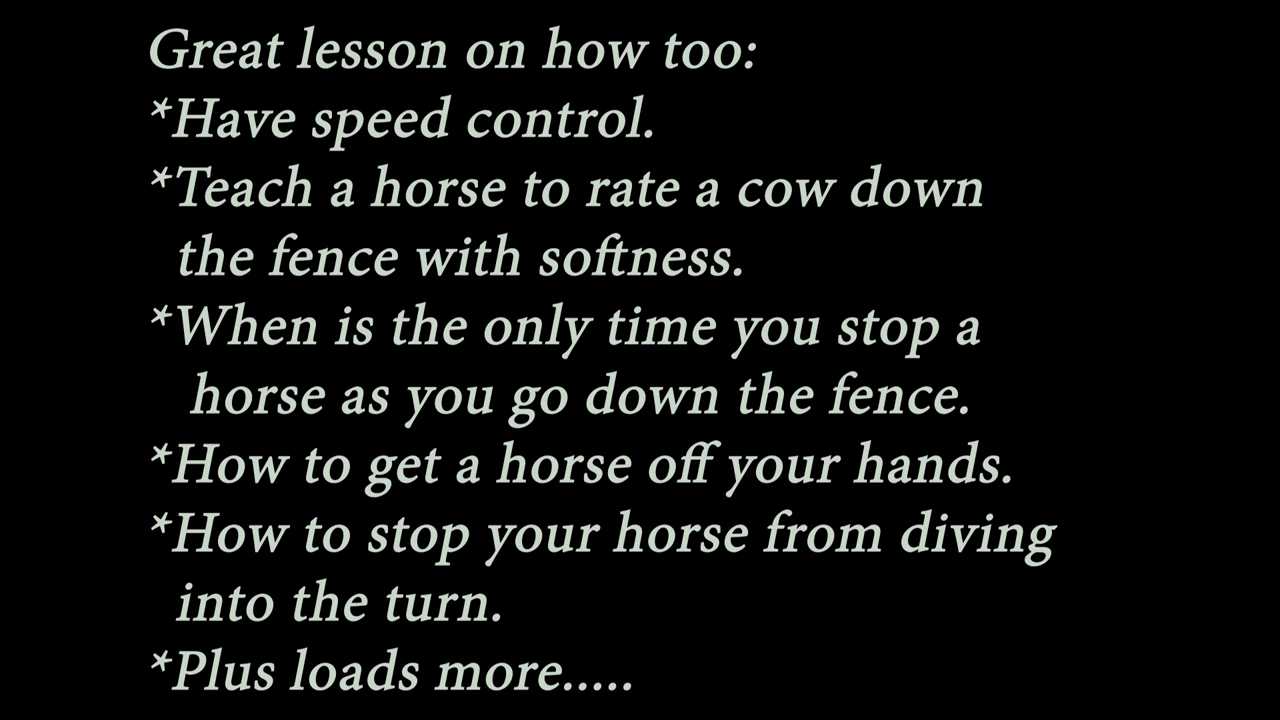 Great lesson on how too:
*Have speed control.
*Teach a horse to rate a cow down
the fence with softness.
*When is the only time you stop a
horse as you go down the fence.
*How to get a horse off your hands.
*How to stop your horse from diving
into the turn.
*Plus loads more.....